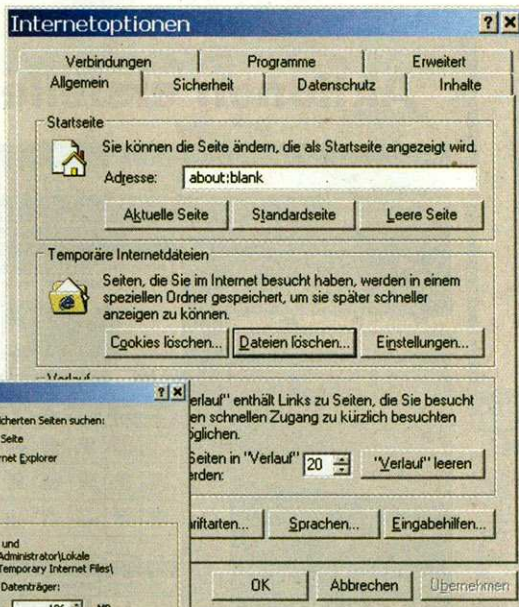 Internetoptionen
Verbindungen Programme Erweitert
Allgemein Sicherheit Datenschutz Inhalte
Startseite
Sie können die Seite ändern, die als Startseite angezeigt wird.
Adresse: about:blank
Aktuelle Seite Standardseite Leere Seite
Temporäre Internetdateien
Seiten, die Sie im Internet besucht haben, werden in einem
speziellen Ordner gespeichert, um sie später schneller
anzeigen zu können.
Cookies löschen... Dateien löschen... Einstellungen...
Verlauf
erlauf" enthält Links zu Seiten, die Sie besucht
en schnellen Zugang zu kürzlich besuchten
öglichen.
Seiten in "Verlauf" 20 "Verlauf" leeren
erden:
riftarten... Sprachen... Eingabehilfen...
OK Abbrechen Übernehmen
icherten Seiten suchen:
Seite
rnet Explorer
und
Administrator\Lokale
Temporary Internet Files\
Datenträger:
MB